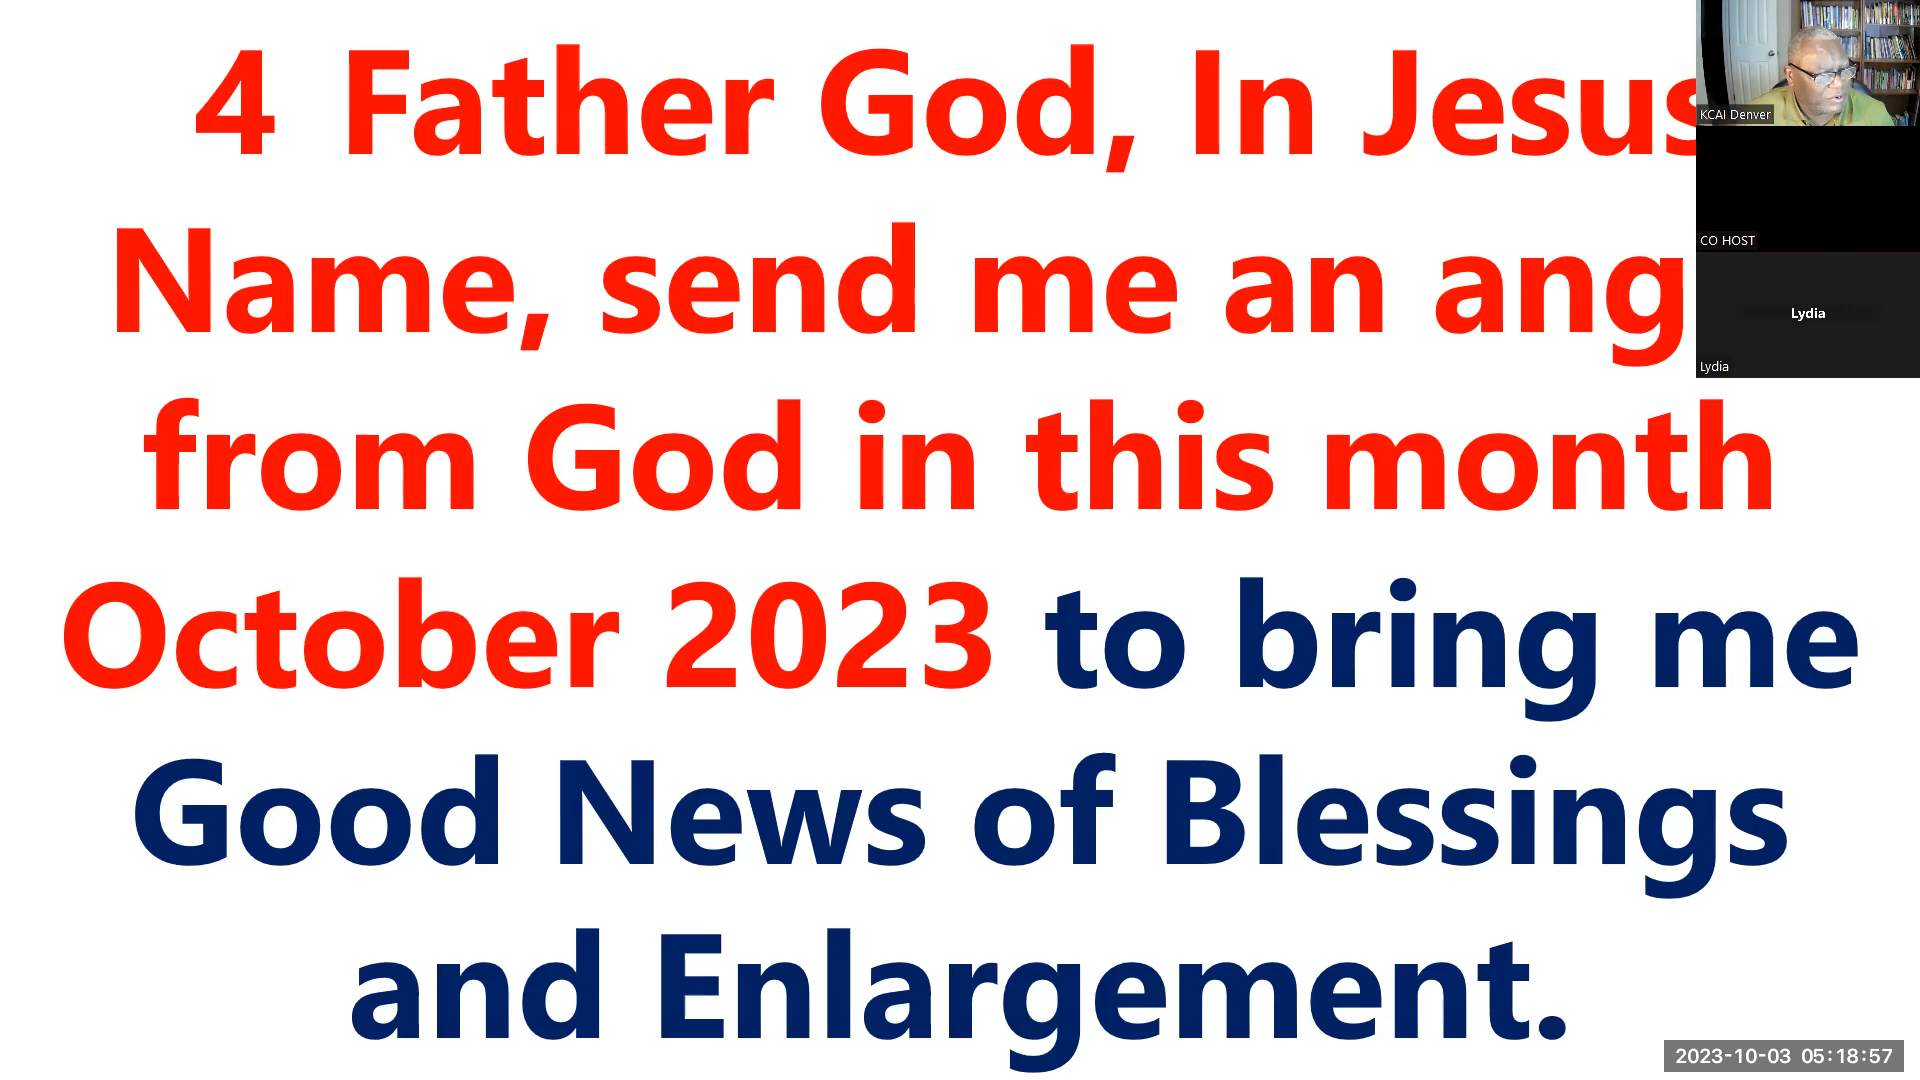 4 Father God, In Jesus
Name, send me an ang
from God in this month
October 2023 to bring me
Good News of Blessings
and Enlargement.
KCAI Denver
CO HOST
Lydia
Lydia
2023-10-03 05:18:57